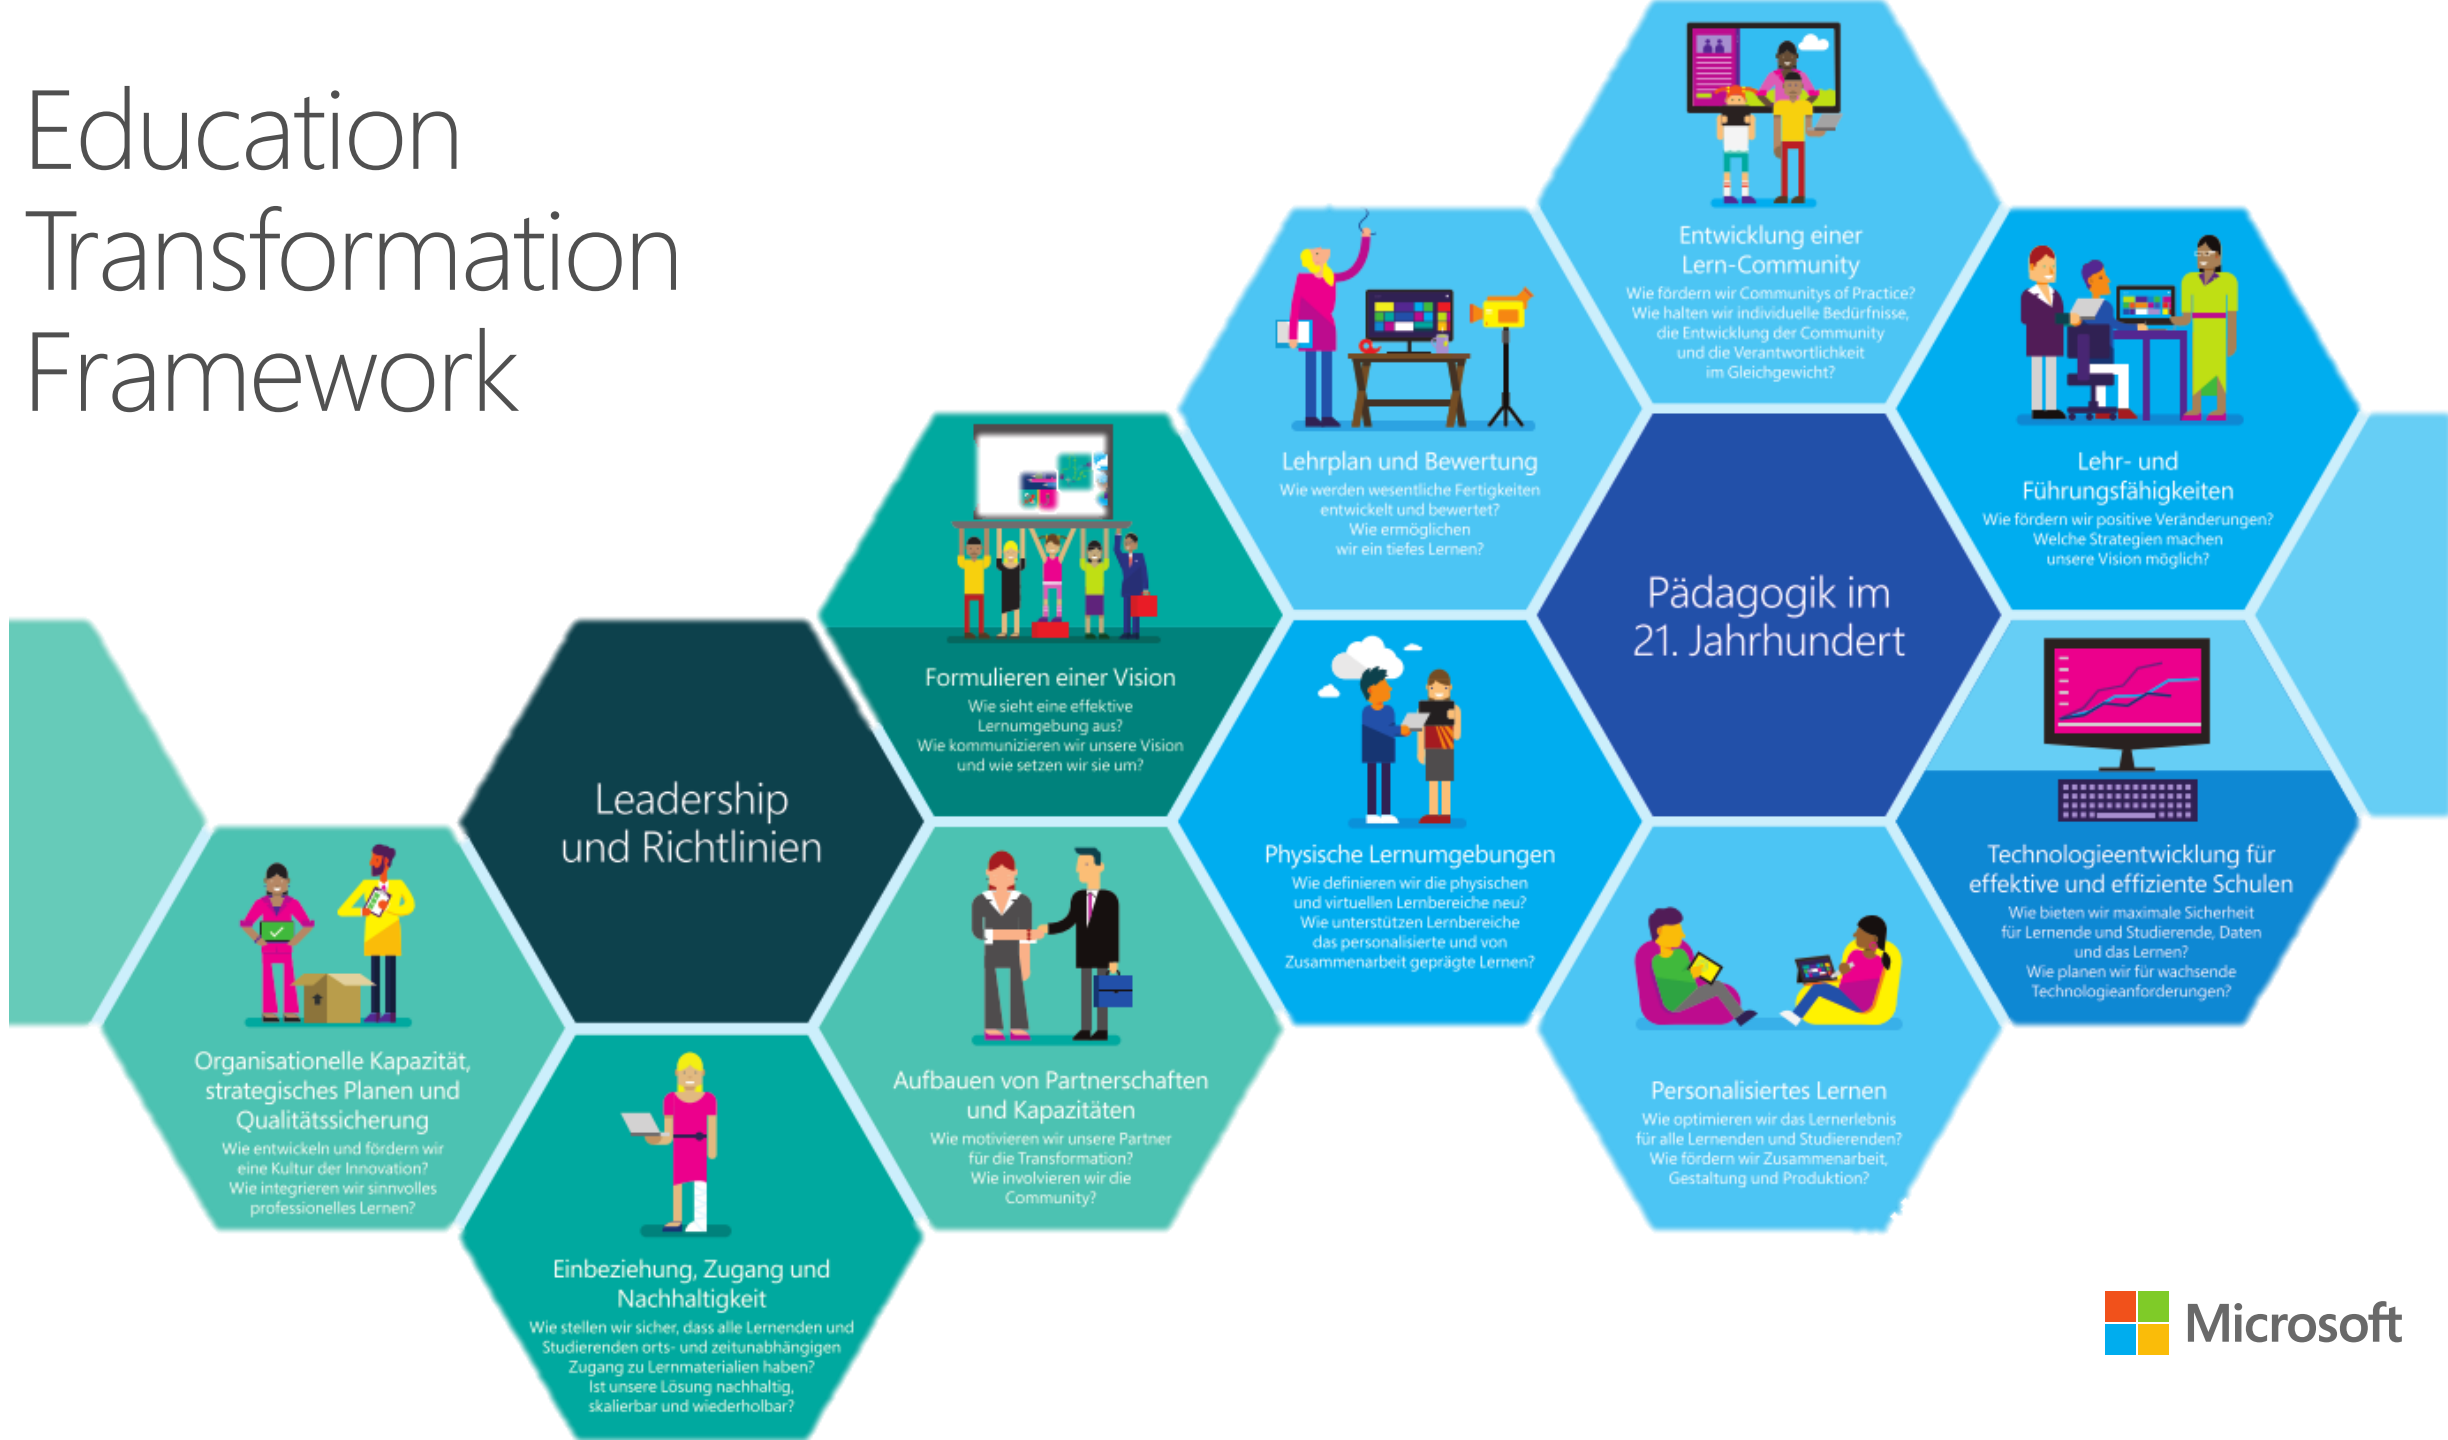 Education
Transformation
Framework
Entwicklung einer
Lern-Community
Wie fördern wir Communitys of Practice?
Wie halten wir individuelle Bedürfnisse,
die Entwicklung der Community
und die Verantwortlichkeit
im Gleichgewicht?
Lehrplan und Bewertung
Wie werden wesentliche Fertigkeiten
entwickelt und bewertet?
Wie ermöglichen
wir ein tiefes Lernen?
Lehr- und
Führungsfähigkeiten
Wie fördern wir positive Veränderungen?
Welche Strategien machen
unsere Vision möglich?
Pädagogik im
21. Jahrhundert
Formulieren einer Vision
Wie sieht eine effektive
Lernumgebung aus?
Wie kommunizieren wir unsere Vision
und wie setzen wir sie um?
Leadership
und Richtlinien
Physische Lernumgebungen
Wie definieren wir die physischen
und virtuellen Lernbereiche neu?
Wie unterstützen Lernbereiche
das personalisierte und von
Zusammenarbeit geprägte Lernen?
Technologieentwicklung für
effektive und effiziente Schulen
Wie bieten wir maximale Sicherheit
für Lernende und Studierende, Daten
und das Lernen?
Wie planen wir für wachsende
Technologieanforderungen?
Organisationelle Kapazität,
strategisches Planen und
Qualitätssicherung
Wie entwickeln und fördern wir
eine Kultur der Innovation?
Wie integrieren wir sinnvolles
professionelles Lernen?
Aufbauen von Partnerschaften
und Kapazitäten
Wie motivieren wir unsere Partner
für die Transformation?
Wie involvieren wir die
Community?
Personalisiertes Lernen
Wie optimieren wir das Lernerlebnis
für alle Lernenden und Studierenden?
Wie fördern wir Zusammenarbeit,
Gestaltung und Produktion?
Einbeziehung, Zugang und
Nachhaltigkeit
Wie stellen wir sicher, dass alle Lernenden und
Studierenden orts- und zeitunabhängigen
Zugang zu Lernmaterialien haben?
Ist unsere Lösung nachhaltig,
skalierbar und wiederholbar?
Microsoft